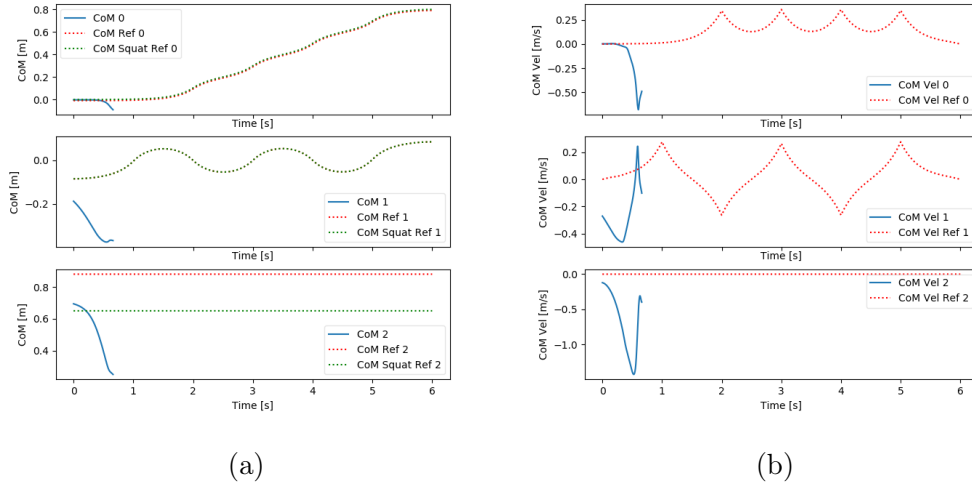 0.8
0.6
0.4
0.2
0.0
CoM [m]
CoM 0
CoM Ref 0
CoM Squat Ref 0
Time [s]
0.0
−0.2
CoM [m]
CoM 1
CoM Ref 1
CoM Squat Ref 1
0.8
0.6
0.4
CoM [m]
CoM 2
CoM Ref 2
CoM Squat Ref 2
0 1 2 3 4 5 6
Time [s]
(a)
0.25
0.00
−0.25
−0.50
CoM Vel [m/s]
CoM Vel 0
CoM Vel Ref 0
Time [s]
0.2
0.0
−0.2
−0.4
CoM Vel [m/s]
CoM Vel 1
CoM Vel Ref 1
0.0
−0.5
−1.0
CoM Vel [m/s]
CoM Vel 2
CoM Vel Ref 2
0 1 2 3 4 5 6
Time [s]
(b)